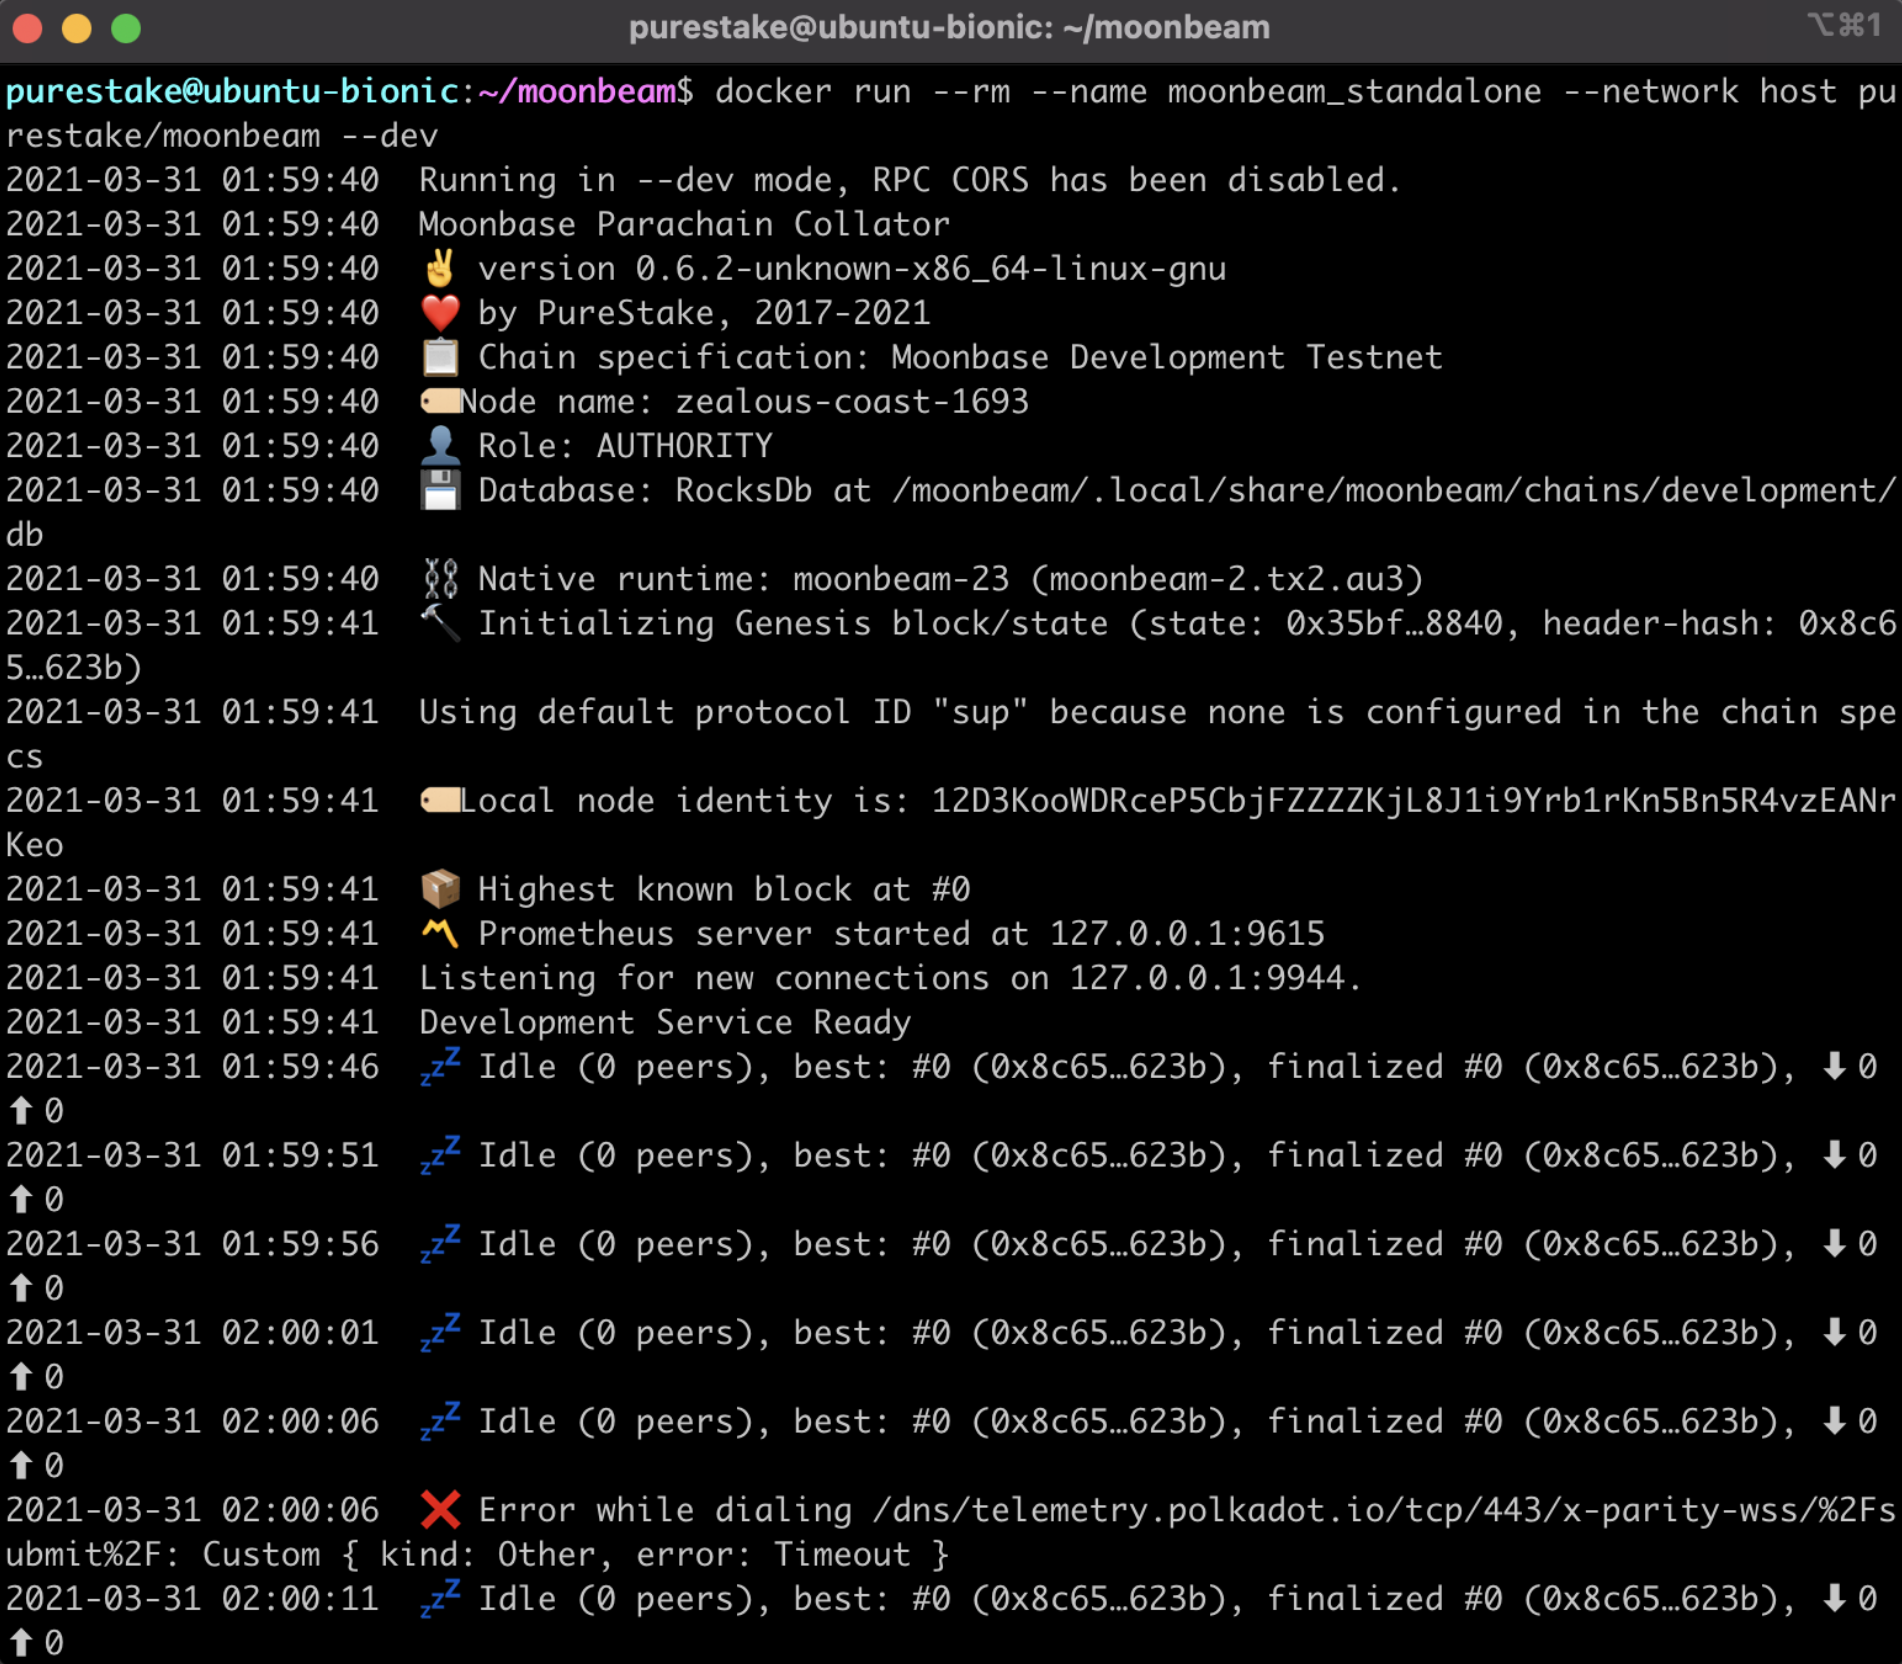 purestake@ubuntu-bionic: ~/moonbeam
⌥⌘1
purestake@ubuntu-bionic:~/moonbeam$ docker run --rm --name moonbeam_standalone --network host pu
restake/moonbeam --dev
2021-03-31 01:59:40  Running in --dev mode, RPC CORS has been disabled.
2021-03-31 01:59:40  Moonbase Parachain Collator
2021-03-31 01:59:40  ✌️ version 0.6.2-unknown-x86_64-linux-gnu
2021-03-31 01:59:40  ❤️ by PureStake, 2017-2021
2021-03-31 01:59:40  📋 Chain specification: Moonbase Development Testnet
2021-03-31 01:59:40  🏷Node name: zealous-coast-1693
2021-03-31 01:59:40  👤 Role: AUTHORITY
2021-03-31 01:59:40  💾 Database: RocksDb at /moonbeam/.local/share/moonbeam/chains/development/
db
2021-03-31 01:59:40  ⛓ Native runtime: moonbeam-23 (moonbeam-2.tx2.au3)
2021-03-31 01:59:41  🔨 Initializing Genesis block/state (state: 0x35bf…8840, header-hash: 0x8c6
5…623b)
2021-03-31 01:59:41  Using default protocol ID "sup" because none is configured in the chain spe
cs
2021-03-31 01:59:41  🏷Local node identity is: 12D3KooWDRceP5CbjFZZZZKjL8J1i9Yrb1rKn5Bn5R4vzEANr
Keo
2021-03-31 01:59:41  📦 Highest known block at #0
2021-03-31 01:59:41  〽️ Prometheus server started at 127.0.0.1:9615
2021-03-31 01:59:41  Listening for new connections on 127.0.0.1:9944.
2021-03-31 01:59:41  Development Service Ready
2021-03-31 01:59:46  💤 Idle (0 peers), best: #0 (0x8c65…623b), finalized #0 (0x8c65…623b), ⬇ 0
⬆ 0
2021-03-31 01:59:51  💤 Idle (0 peers), best: #0 (0x8c65…623b), finalized #0 (0x8c65…623b), ⬇ 0
⬆ 0
2021-03-31 01:59:56  💤 Idle (0 peers), best: #0 (0x8c65…623b), finalized #0 (0x8c65…623b), ⬇ 0
⬆ 0
2021-03-31 02:00:01  💤 Idle (0 peers), best: #0 (0x8c65…623b), finalized #0 (0x8c65…623b), ⬇ 0
⬆ 0
2021-03-31 02:00:06  💤 Idle (0 peers), best: #0 (0x8c65…623b), finalized #0 (0x8c65…623b), ⬇ 0
⬆ 0
2021-03-31 02:00:06  ❌ Error while dialing /dns/telemetry.polkadot.io/tcp/443/x-parity-wss/%2Fs
ubmit%2F: Custom { kind: Other, error: Timeout }
2021-03-31 02:00:11  💤 Idle (0 peers), best: #0 (0x8c65…623b), finalized #0 (0x8c65…623b), ⬇ 0
⬆ 0